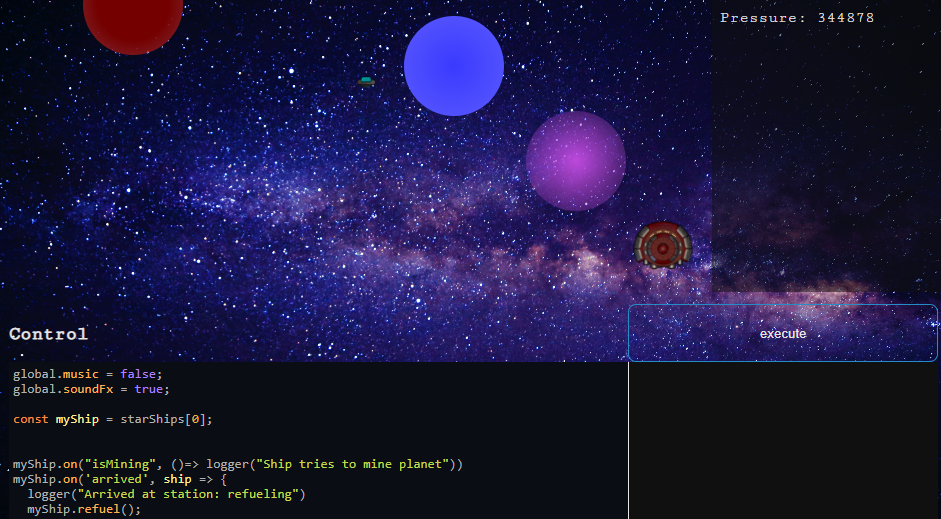 Pressure: 344878
execute
Control
global.music = false;
global.soundFx = true;
const myShip = starShips[0];
myShip.on("isMining", ()=> logger("Ship tries to mine planet"))
myShip.on('arrived', ship => {
logger("Arrived at station: refueling")
myShip.refuel();